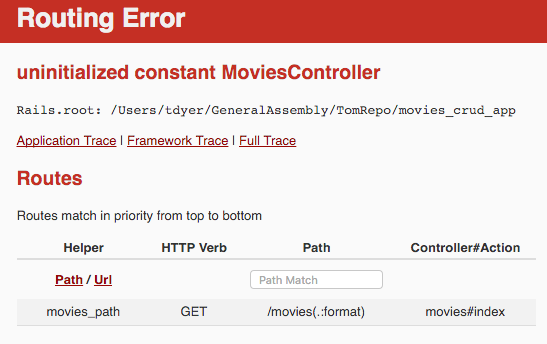 Routing Error
uninitialized constant MoviesController
Rails.root: /Users/tdyer/GeneralAssembly/TomRepo/movies_crud_app
Application Trace | Framework Trace | Full Trace
Routes
Routes match in priority from top to bottom
Helper HTTP Verb Path Controller#Action
Path / Url Path Match
movies_path GET /movies(.:format) movies#index